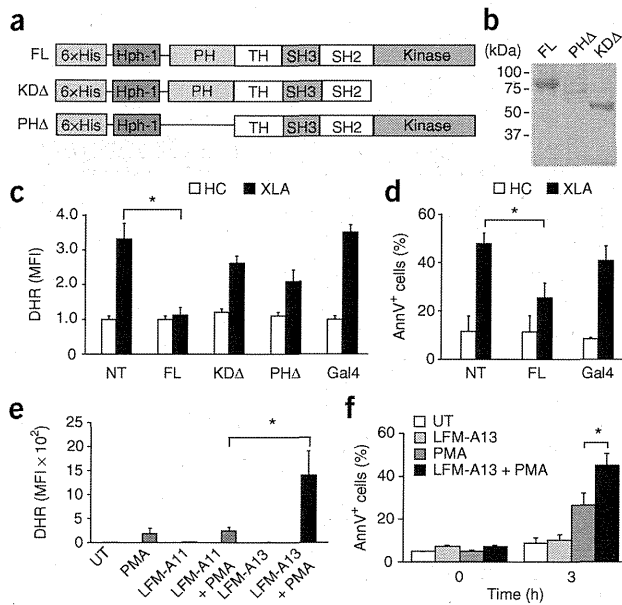 a
FL 6×His Hph-1 PH TH SH3 SH2 Kinase
KDΔ 6×His Hph-1 PH TH SH3 SH2
PHΔ 6×His Hph-1 TH SH3 SH2 Kinase
b
(kDa) FL PHΔ KDΔ
100
75
50
37
c
HC XLA
*
DHR (MFI)
4.0
3.0
2.0
1.0
0
NT FL KDΔ PHΔ Gal4
d
HC XLA
*
AnnV+ cells (%)
60
40
20
0
NT FL Gal4
e
*
DHR (MFI × 10²)
25
20
15
10
5
0
UT
PMA
LFM-A11
LFM-A11 + PMA
LFM-A13
LFM-A13 + PMA
f
UT
LFM-A13
PMA
LFM-A13 + PMA
*
AnnV+ cells (%)
60
40
20
0
0 3
Time (h)